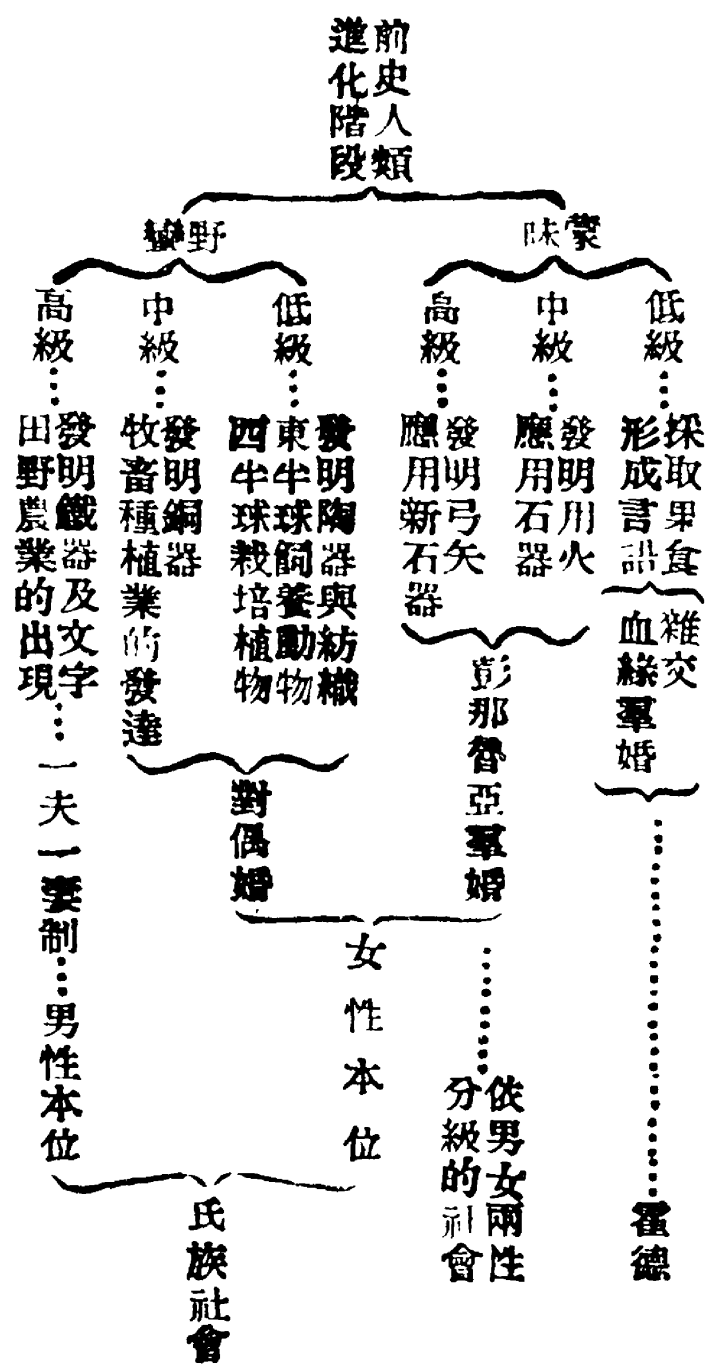 前史人類
進化階段
蒙昧
野蠻
低級
中級
高級
低級
中級
高級
採取果食
形成言語
發明用火
應用石器
發明弓矢
應用新石器
發明陶器與紡織
東半球飼養動物
西半球栽培植物
發明銅器
牧畜種植業的發達
發明鐵器及文字
田野農業的出現
雜交
血緣羣婚
彭那魯亞羣婚
對偶婚
一夫一妻制
女性本位
男性本位
霍德
依男女兩性
分級的社會
氏族社會